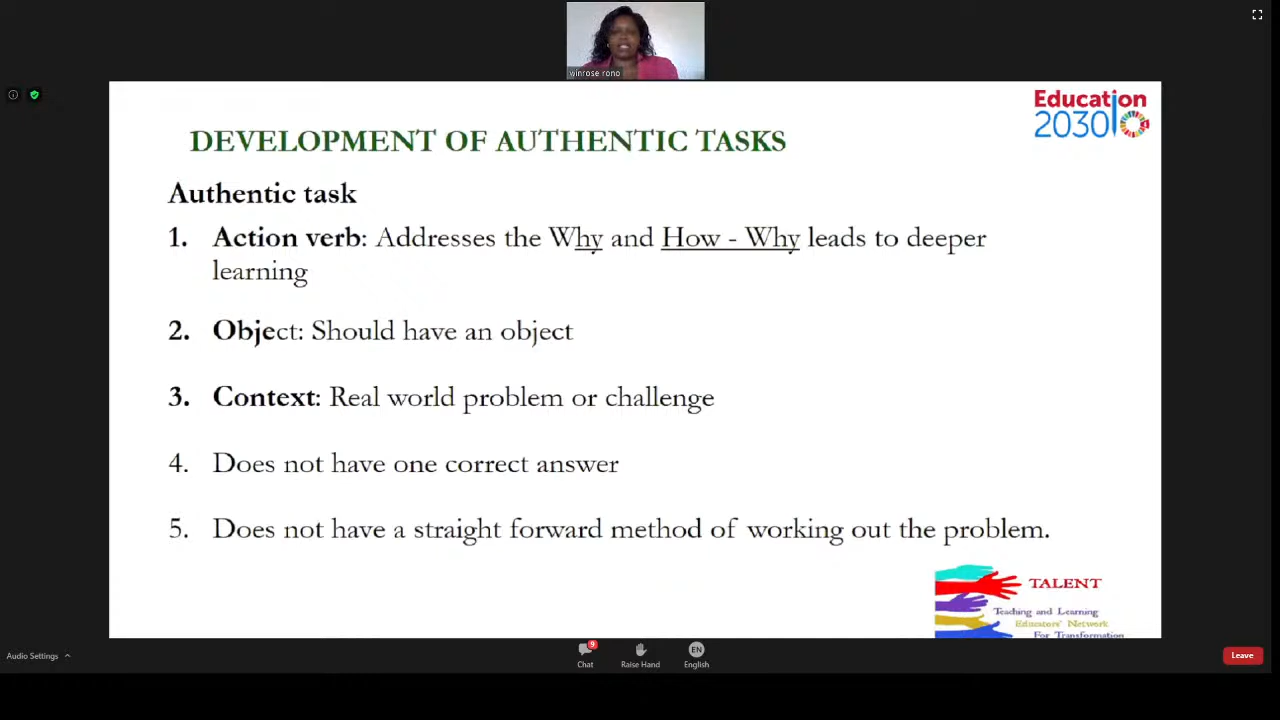 winrose rono
Education
2030
DEVELOPMENT OF AUTHENTIC TASKS
Authentic task
1. Action verb: Addresses the Why and How - Why leads to deeper
learning
2. Object: Should have an object
3. Context: Real world problem or challenge
4. Does not have one correct answer
5. Does not have a straight forward method of working out the problem.
TALENT
Teaching and Learning
Educators' Network
For Transformation
Audio Settings
9
Chat
Raise Hand
EN
English
Leave